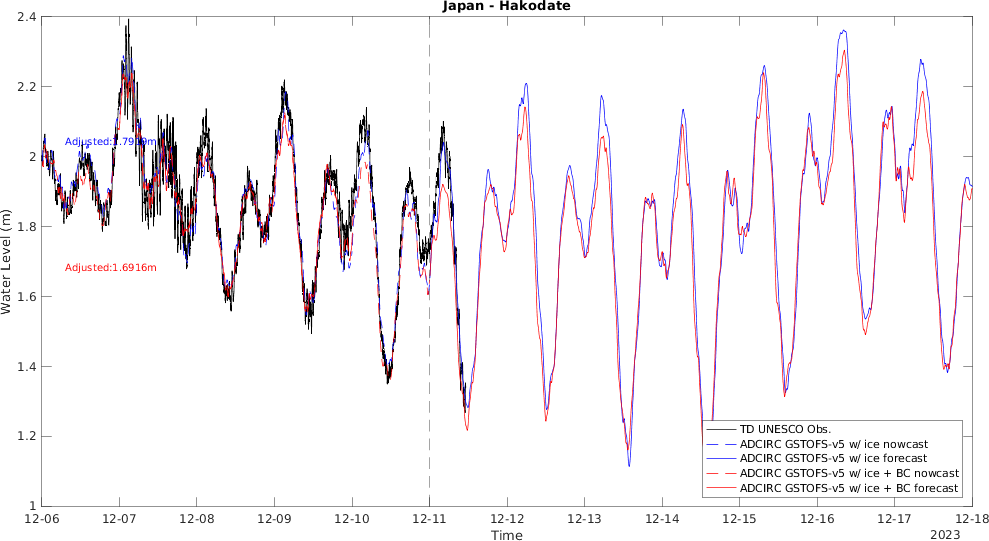 Japan - Hakodate
2.4
2.2
2
1.8
1.6
1.4
1.2
1
Water Level (m)
Adjusted:1.6916m
TD UNESCO Obs.
ADCIRC GSTOFS-v5 w/ ice nowcast
ADCIRC GSTOFS-v5 w/ ice forecast
ADCIRC GSTOFS-v5 w/ ice + BC nowcast
ADCIRC GSTOFS-v5 w/ ice + BC forecast
12-06 12-07 12-08 12-09 12-10 12-11 12-12 12-13 12-14 12-15 12-16 12-17 12-18
Time
2023